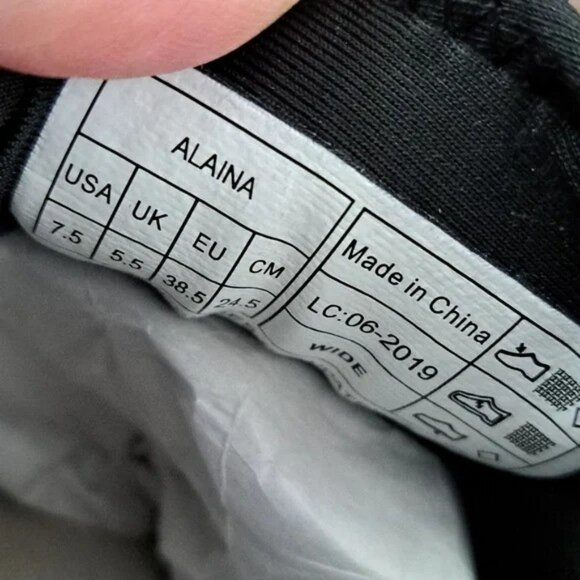 ALAINA
USA UK EU CM
7.5 5.5 38.5 24.5
Made in China
LC:06-2019
WIDE